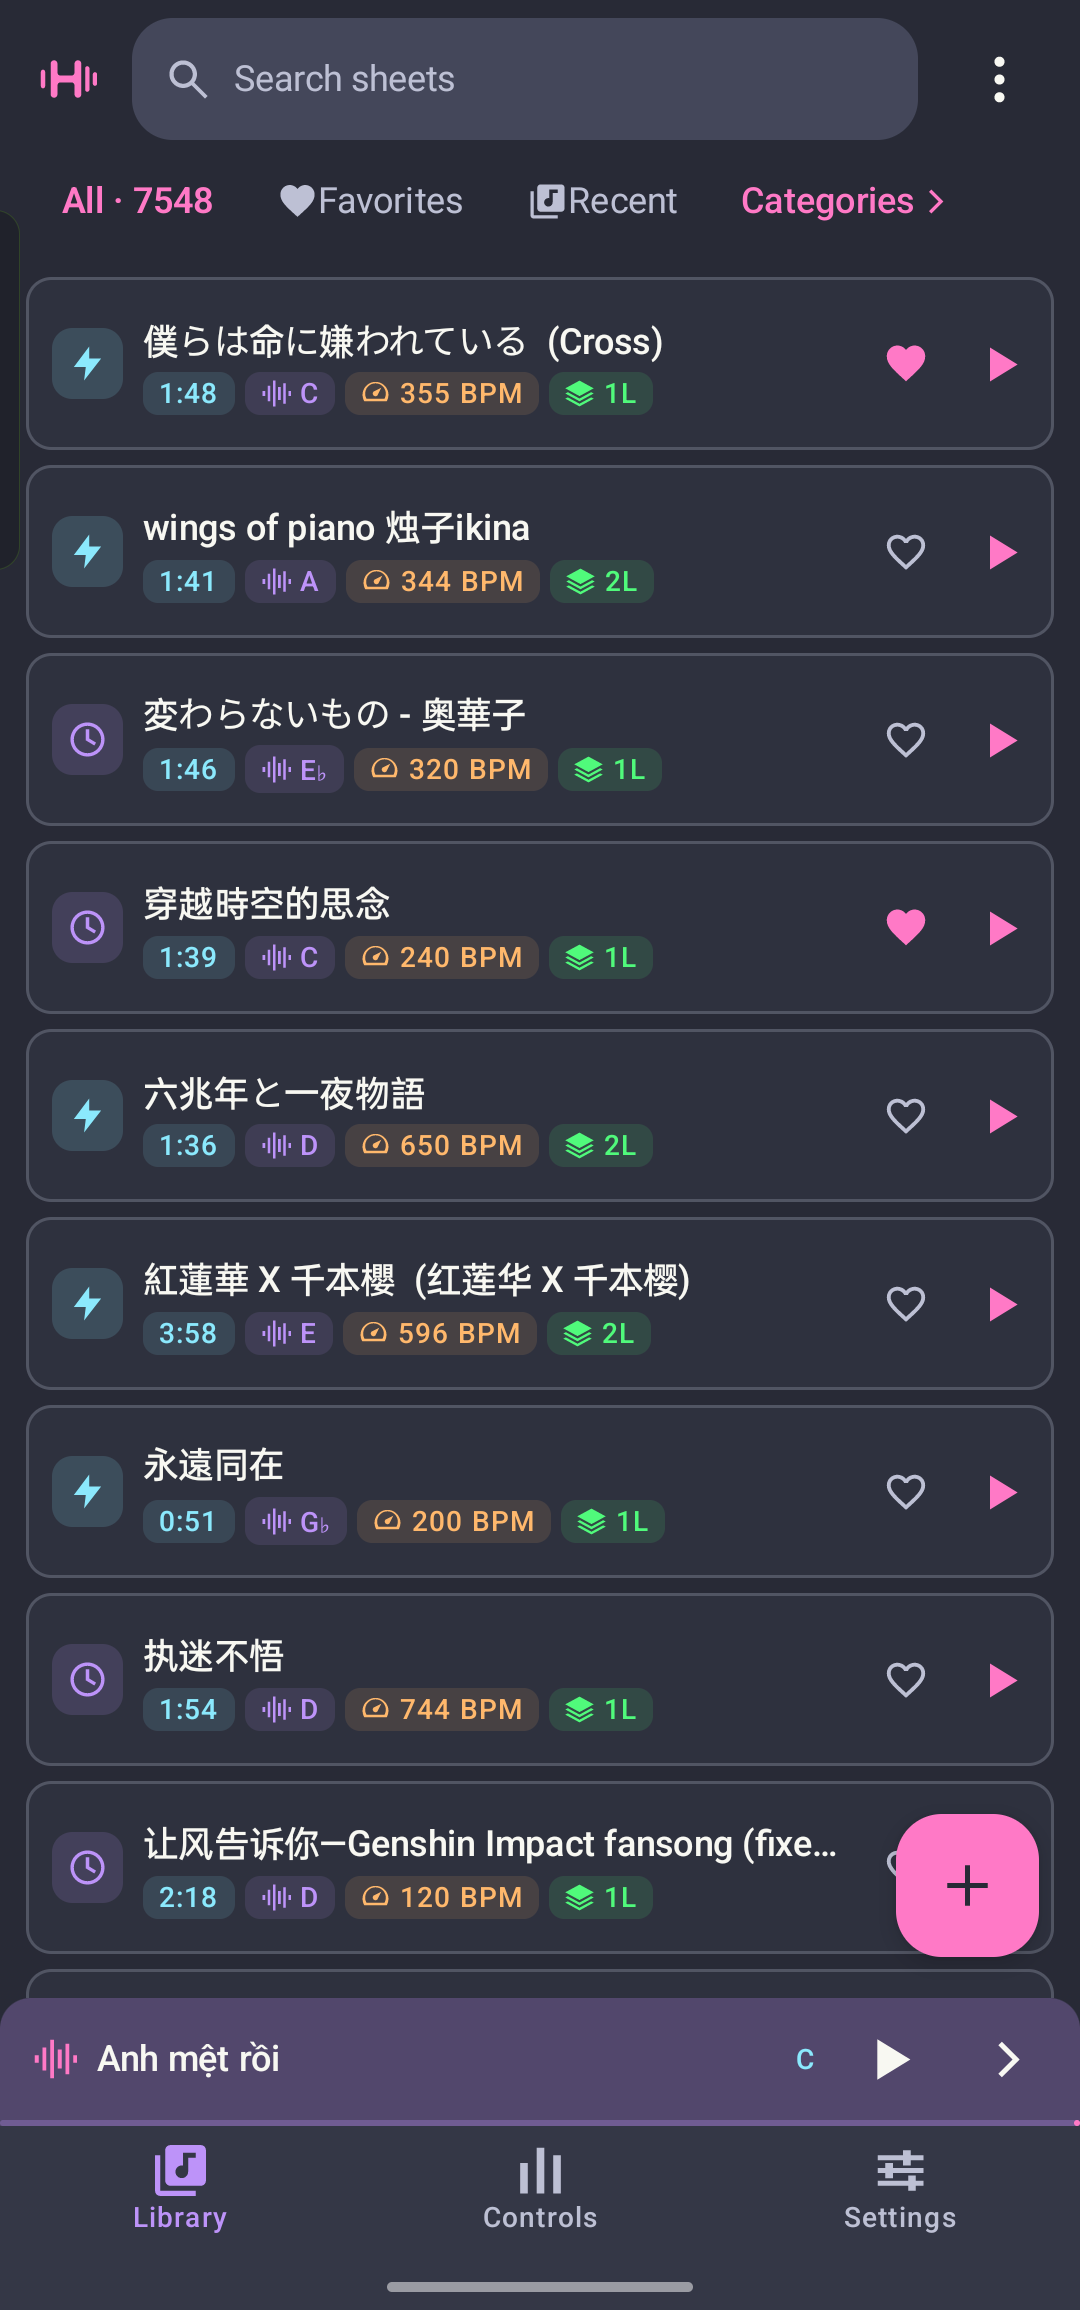 Search sheets
All · 7548
Favorites
Recent
Categories
僕らは命に嫌われている (Cross)
1:48 C 355 BPM 1L
wings of piano 烛子ikina
1:41 A 344 BPM 2L
変わらないもの - 奥華子
1:46 E♭ 320 BPM 1L
穿越時空的思念
1:39 C 240 BPM 1L
六兆年と一夜物語
1:36 D 650 BPM 2L
紅蓮華 X 千本櫻 (红莲华 X 千本樱)
3:58 E 596 BPM 2L
永遠同在
0:51 G♭ 200 BPM 1L
执迷不悟
1:54 D 744 BPM 1L
让风告诉你—Genshin Impact fansong (fixe...
2:18 D 120 BPM 1L
Anh mệt rồi C
Library
Controls
Settings